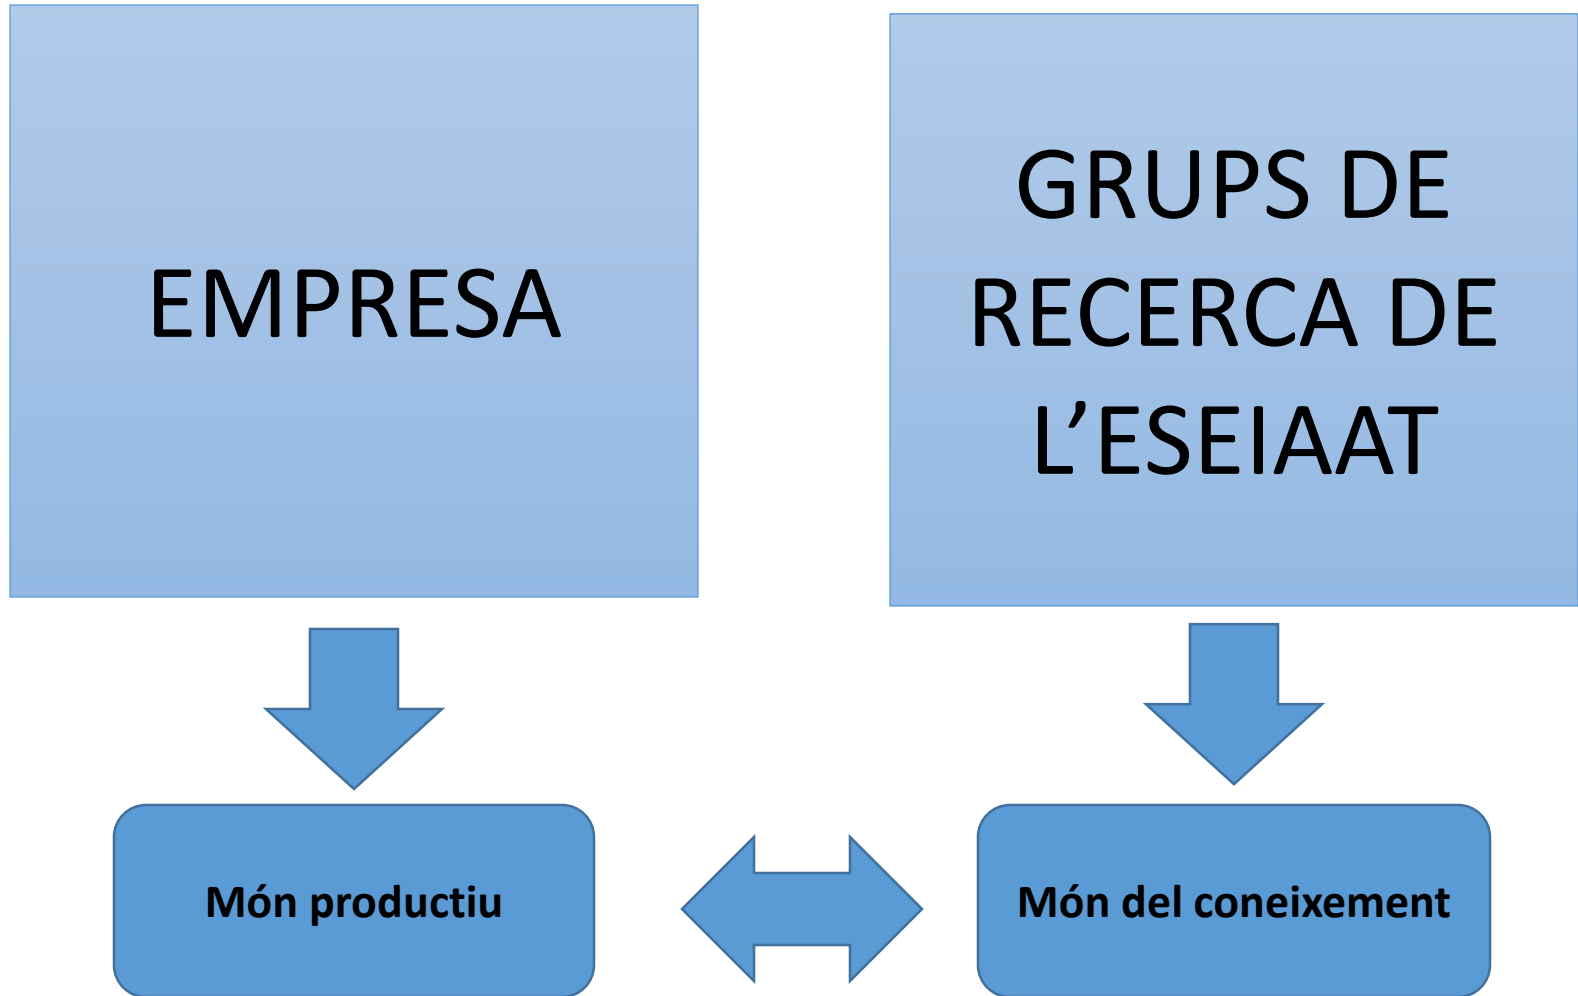 EMPRESA
GRUPS DE
RECERCA DE
L’ESEIAAT
Món productiu
Món del coneixement